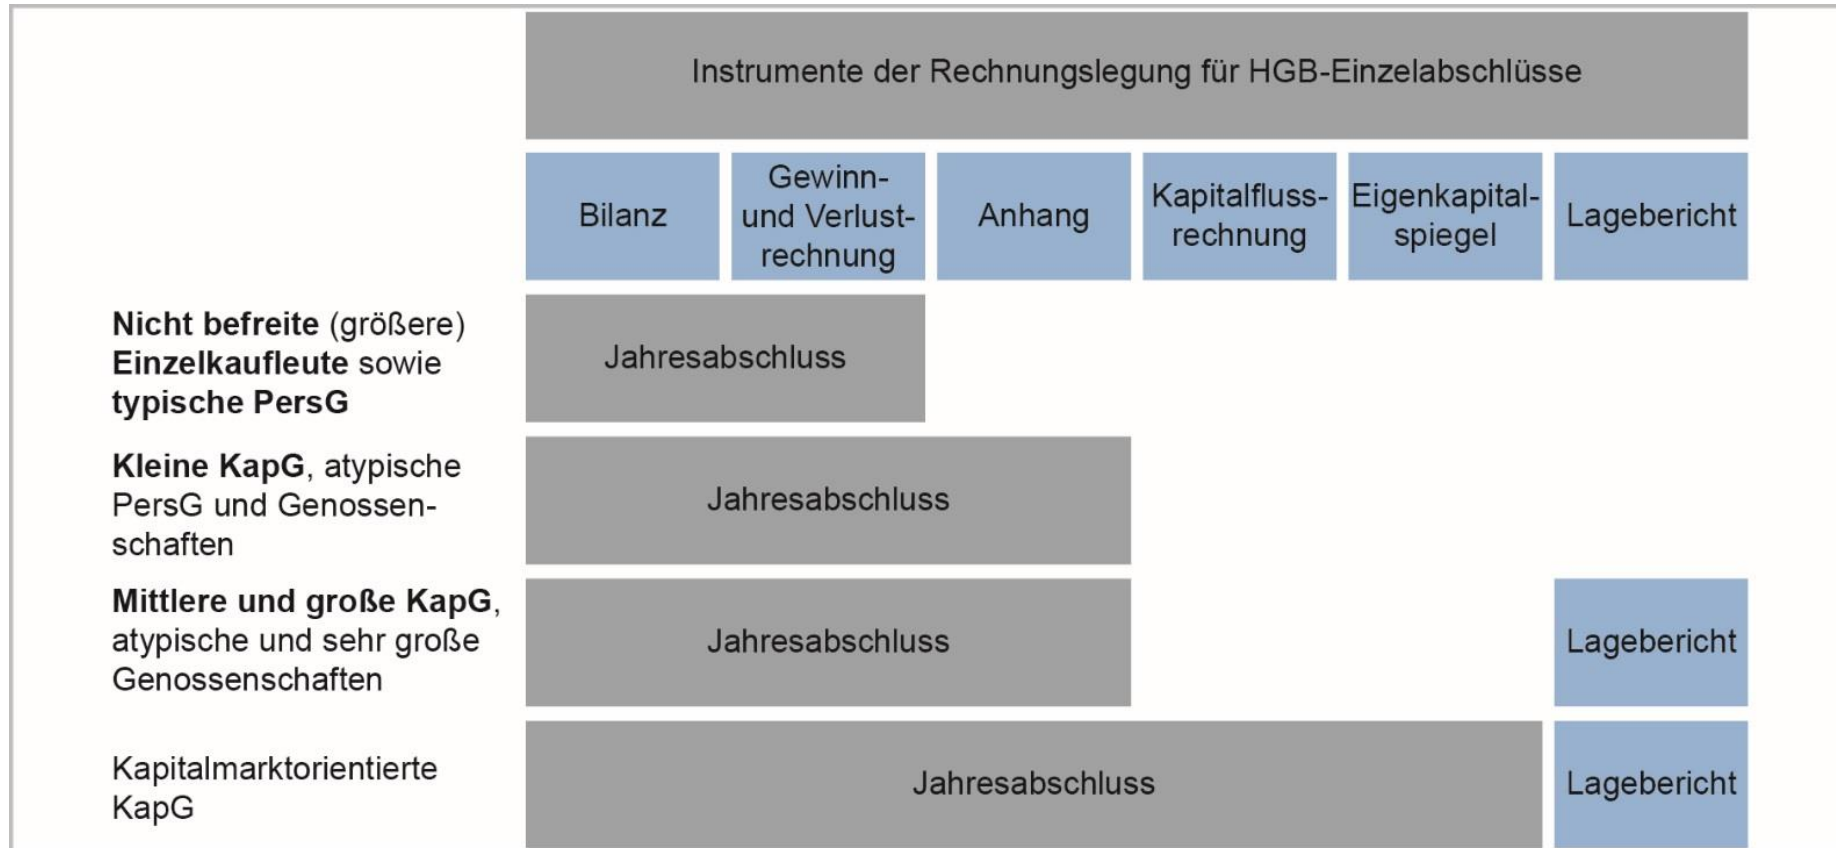 Instrumente der Rechnungslegung für HGB-Einzelabschlüsse
Bilanz
Gewinn-
und Verlust-
rechnung
Anhang
Kapitalfluss-
rechnung
Eigenkapital-
spiegel
Lagebericht
Nicht befreite (größere)
Einzelkaufleute sowie
typische PersG
Jahresabschluss
Kleine KapG, atypische
PersG und Genossen-
schaften
Jahresabschluss
Mittlere und große KapG,
atypische und sehr große
Genossenschaften
Jahresabschluss
Lagebericht
Kapitalmarktorientierte
KapG
Jahresabschluss
Lagebericht